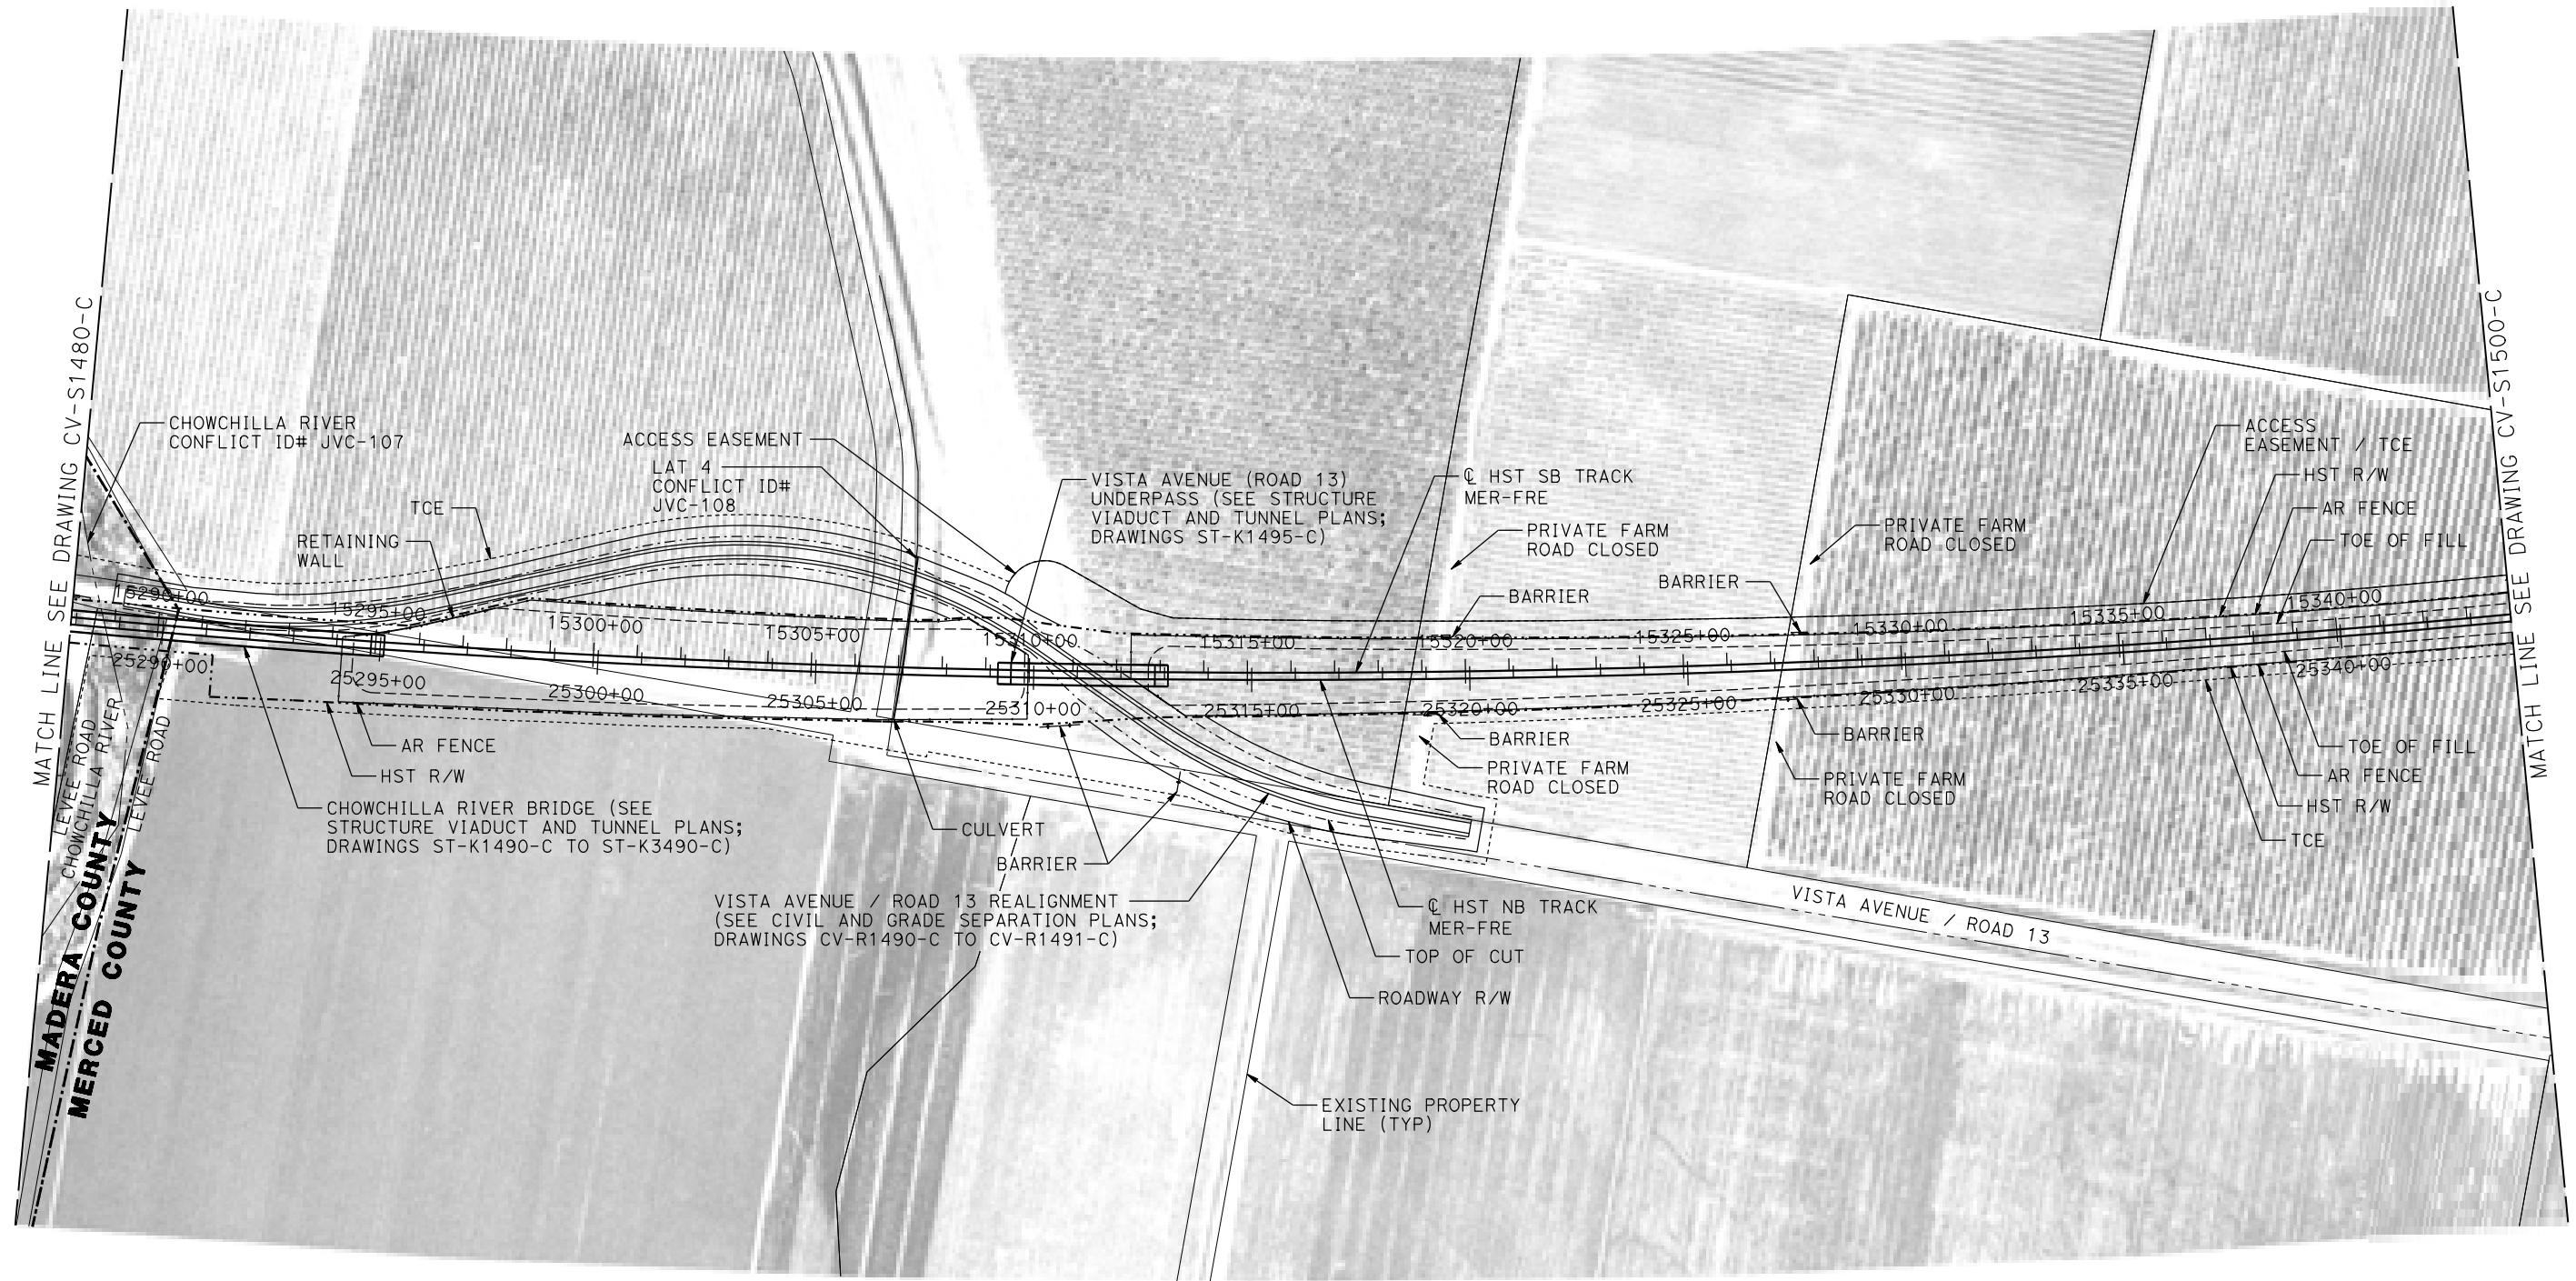 MATCH LINE SEE DRAWING CV-S1480-C
CHOWCHILLA RIVER
CONFLICT ID# JVC-107
TCE
RETAINING
WALL
ACCESS EASEMENT
LAT 4
CONFLICT ID#
JVC-108
VISTA AVENUE (ROAD 13)
UNDERPASS (SEE STRUCTURE
VIADUCT AND TUNNEL PLANS;
DRAWINGS ST-K1495-C)
℄ HST SB TRACK
MER-FRE
PRIVATE FARM
ROAD CLOSED
BARRIER
BARRIER
PRIVATE FARM
ROAD CLOSED
ACCESS
EASEMENT / TCE
HST R/W
AR FENCE
TOE OF FILL
MATCH LINE SEE DRAWING CV-S1500-C
15290+00
15295+00
15300+00
15305+00
15310+00
15315+00
15320+00
15325+00
15330+00
15335+00
15340+00
25290+00
25295+00
25300+00
25305+00
25310+00
25315+00
25320+00
25325+00
25330+00
25335+00
25340+00
LEVEE ROAD
CHOWCHILLA RIVER
LEVEE ROAD
MADERA COUNTY
MERCED COUNTY
AR FENCE
HST R/W
CHOWCHILLA RIVER BRIDGE (SEE
STRUCTURE VIADUCT AND TUNNEL PLANS;
DRAWINGS ST-K1490-C TO ST-K3490-C)
CULVERT
BARRIER
VISTA AVENUE / ROAD 13 REALIGNMENT
(SEE CIVIL AND GRADE SEPARATION PLANS;
DRAWINGS CV-R1490-C TO CV-R1491-C)
BARRIER
PRIVATE FARM
ROAD CLOSED
℄ HST NB TRACK
MER-FRE
TOP OF CUT
ROADWAY R/W
BARRIER
PRIVATE FARM
ROAD CLOSED
TOE OF FILL
AR FENCE
HST R/W
TCE
VISTA AVENUE / ROAD 13
EXISTING PROPERTY
LINE (TYP)
MATCH LINE SEE DRAWING CV-S1500-C